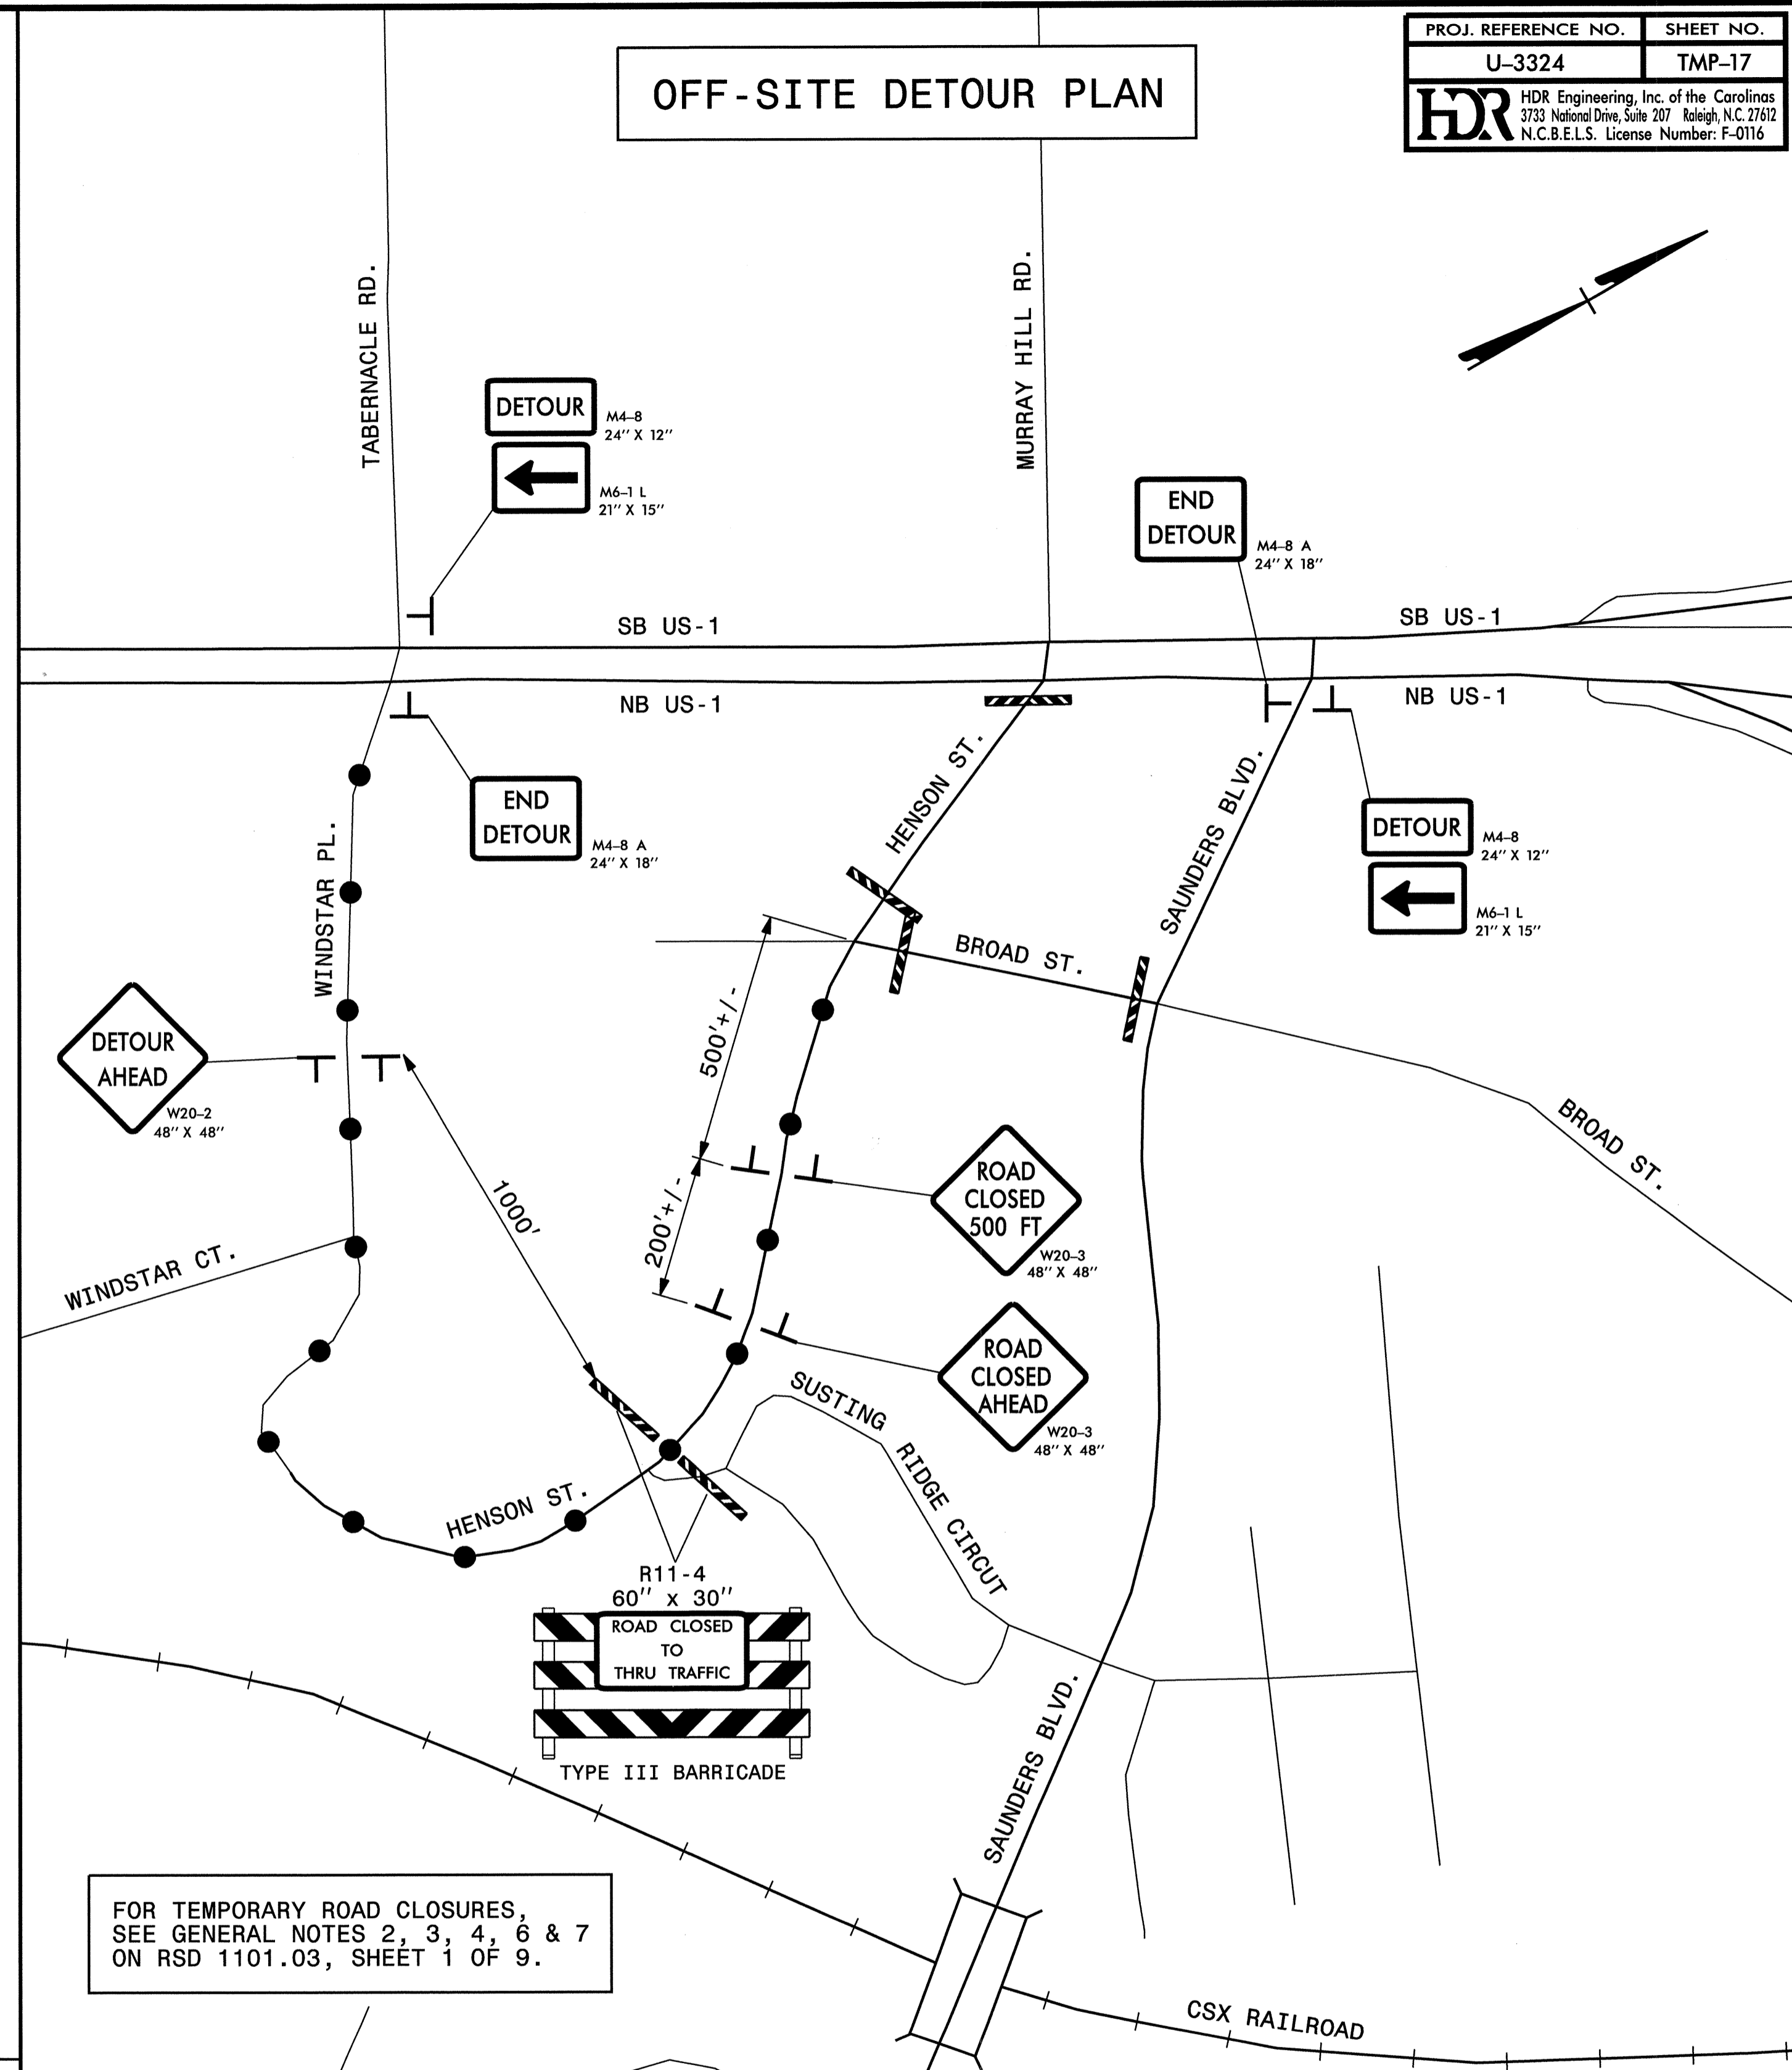 PROJ. REFERENCE NO.
SHEET NO.
U-3324
TMP-17
HDR
HDR Engineering, Inc. of the Carolinas
3733 National Drive, Suite 207 Raleigh, N.C. 27612
N.C.B.E.L.S. License Number: F-0116
OFF-SITE DETOUR PLAN
TABERNACLE RD.
MURRAY HILL RD.
DETOUR
M4-8
24" X 12"
M6-1 L
21" X 15"
END
DETOUR
M4-8 A
24" X 18"
SB US-1
SB US-1
NB US-1
NB US-1
END
DETOUR
M4-8 A
24" X 18"
HENSON ST.
SAUNDERS BLVD.
DETOUR
M4-8
24" X 12"
M6-1 L
21" X 15"
WINDSTAR PL.
BROAD ST.
BROAD ST.
DETOUR
AHEAD
W20-2
48" X 48"
500'+/-
200'+/-
1000'
ROAD
CLOSED
500 FT
W20-3
48" X 48"
WINDSTAR CT.
ROAD
CLOSED
AHEAD
W20-3
48" X 48"
SUSTING
RIDGE CIRCUT
HENSON ST.
R11-4
60" x 30"
ROAD CLOSED
TO
THRU TRAFFIC
TYPE III BARRICADE
SAUNDERS BLVD.
FOR TEMPORARY ROAD CLOSURES,
SEE GENERAL NOTES 2, 3, 4, 6 & 7
ON RSD 1101.03, SHEET 1 OF 9.
CSX RAILROAD